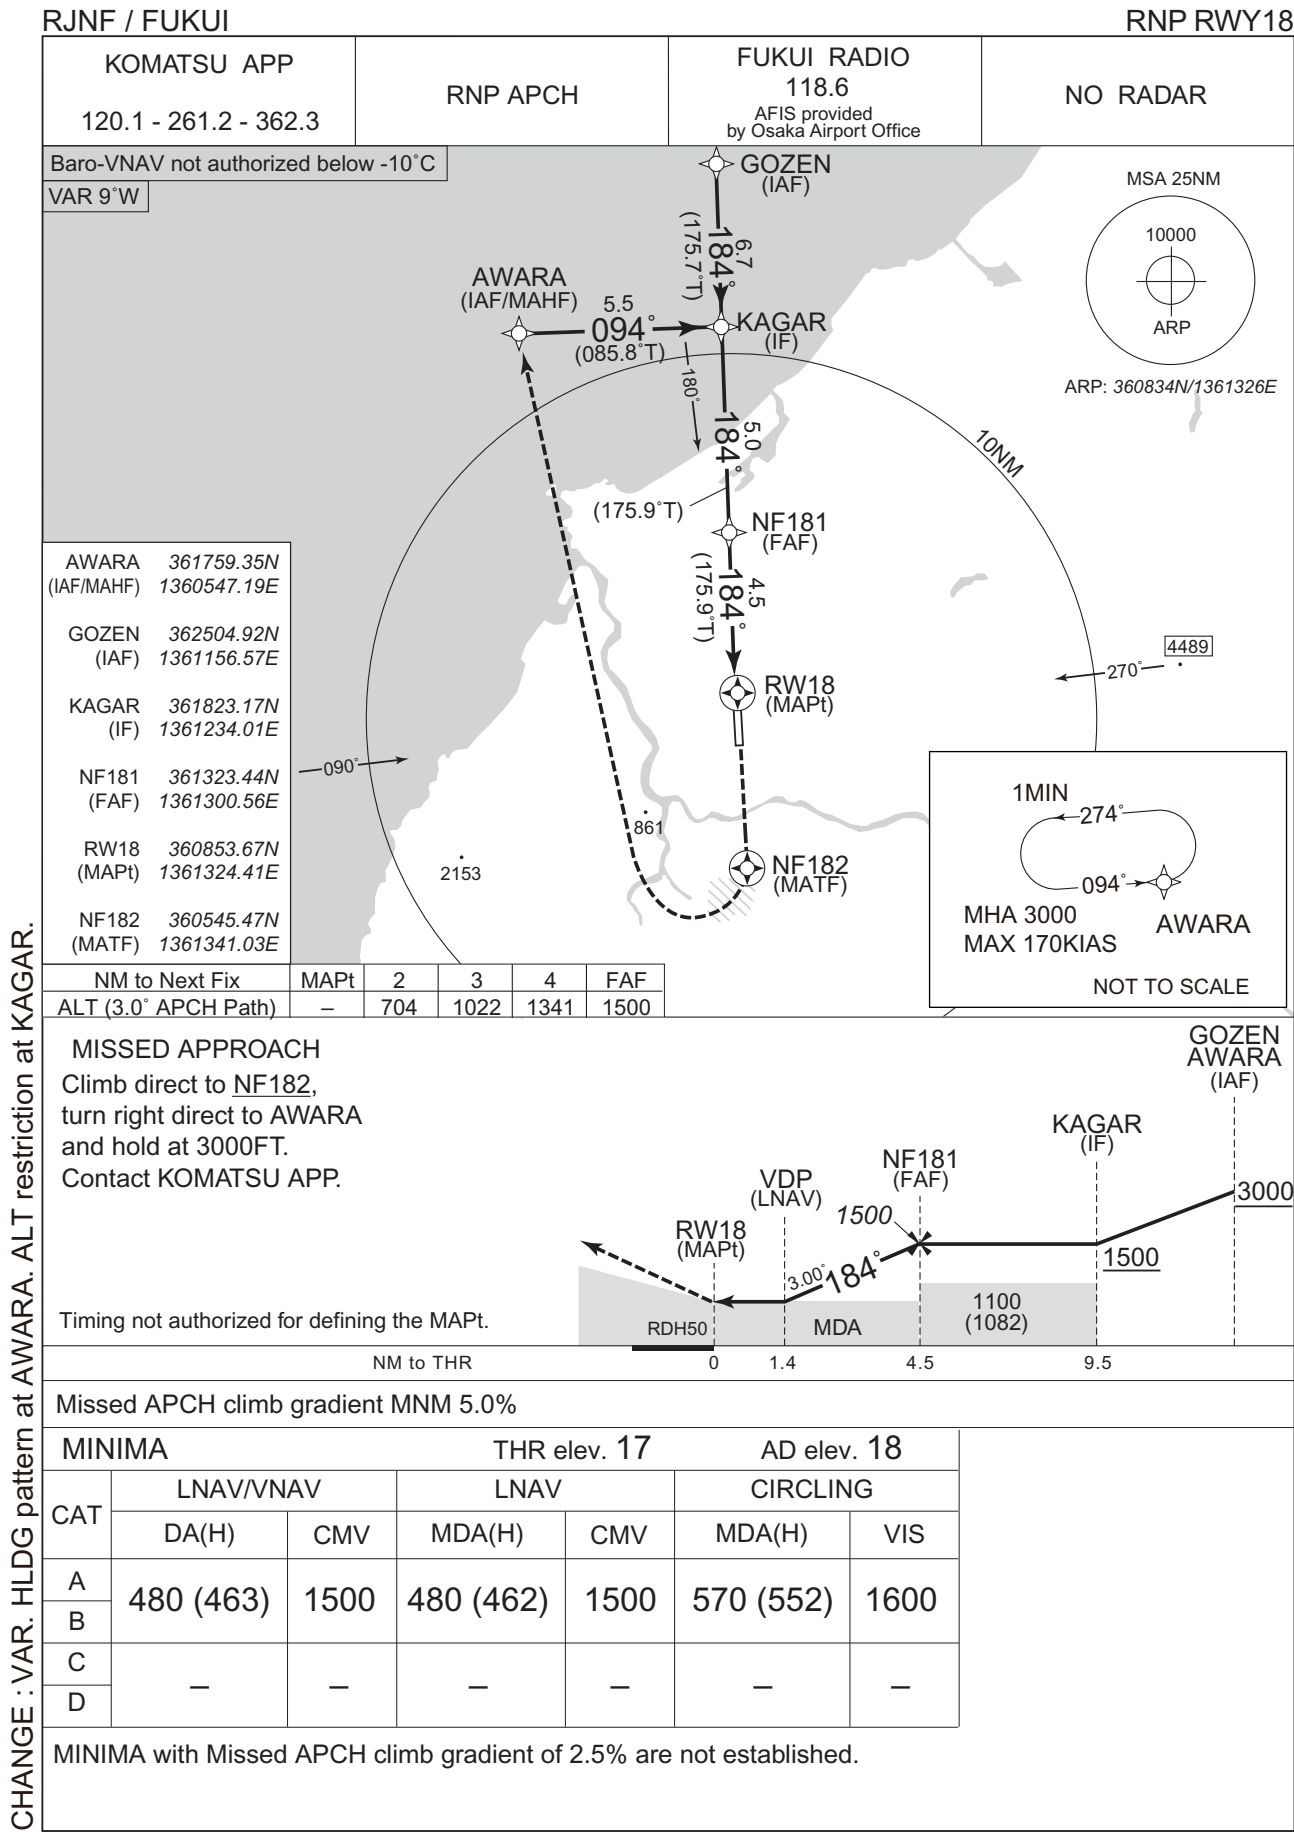 RJNF / FUKUI
RNP RWY18
KOMATSU APP
120.1 - 261.2 - 362.3
RNP APCH
FUKUI RADIO
118.6
AFIS provided
by Osaka Airport Office
NO RADAR
Baro-VNAV not authorized below -10˚C
VAR 9˚W
GOZEN
(IAF)
6.7
184˚
(175.7˚T)
AWARA
(IAF/MAHF)
5.5
094˚
(085.8˚T)
KAGAR
(IF)
180˚
5.0
184˚
(175.9˚T)
NF181
(FAF)
4.5
184˚
(175.9˚T)
RW18
(MAPt)
NF182
(MATF)
10NM
MSA 25NM
10000
ARP
ARP: 360834N/1361326E
4489
270˚
090˚
861
2153
AWARA 361759.35N
(IAF/MAHF) 1360547.19E
GOZEN 362504.92N
(IAF) 1361156.57E
KAGAR 361823.17N
(IF) 1361234.01E
NF181 361323.44N
(FAF) 1361300.56E
RW18 360853.67N
(MAPt) 1361324.41E
NF182 360545.47N
(MATF) 1361341.03E
1MIN
274˚
094˚
MHA 3000
MAX 170KIAS
AWARA
NOT TO SCALE
NM to Next Fix MAPt 2 3 4 FAF
ALT (3.0˚ APCH Path) – 704 1022 1341 1500
MISSED APPROACH
Climb direct to NF182,
turn right direct to AWARA
and hold at 3000FT.
Contact KOMATSU APP.
Timing not authorized for defining the MAPt.
GOZEN
AWARA
(IAF)
KAGAR
(IF)
NF181
(FAF)
VDP
(LNAV)
RW18
(MAPt)
1500
3000
1500
3.00˚
184˚
1100
(1082)
RDH50
MDA
NM to THR 0 1.4 4.5 9.5
Missed APCH climb gradient MNM 5.0%
MINIMA THR elev. 17 AD elev. 18
CAT LNAV/VNAV LNAV CIRCLING
DA(H) CMV MDA(H) CMV MDA(H) VIS
A
B
480 (463) 1500 480 (462) 1500 570 (552) 1600
C
D
– – – – – –
MINIMA with Missed APCH climb gradient of 2.5% are not established.
CHANGE : VAR. HLDG pattern at AWARA. ALT restriction at KAGAR.